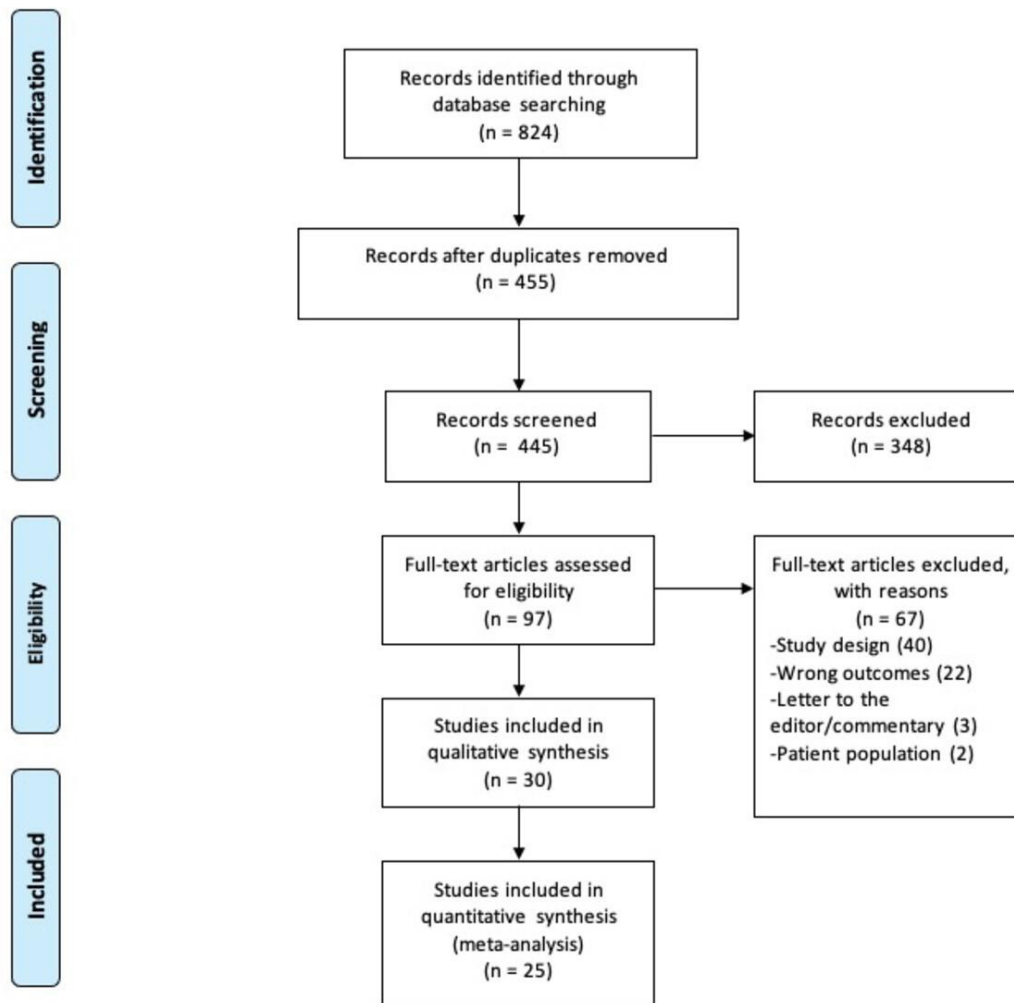 Identification
Records identified through
database searching
(n = 824)
Records after duplicates removed
(n = 455)
Screening
Records screened
(n =  445)
Records excluded
(n = 348)
Eligibility
Full-text articles assessed
for eligibility
(n = 97)
Full-text articles excluded,
with reasons
(n = 67)
-Study design (40)
-Wrong outcomes (22)
-Letter to the
editor/commentary (3)
-Patient population (2)
Studies included in
qualitative synthesis
(n = 30)
Included
Studies included in
quantitative synthesis
(meta-analysis)
(n = 25)